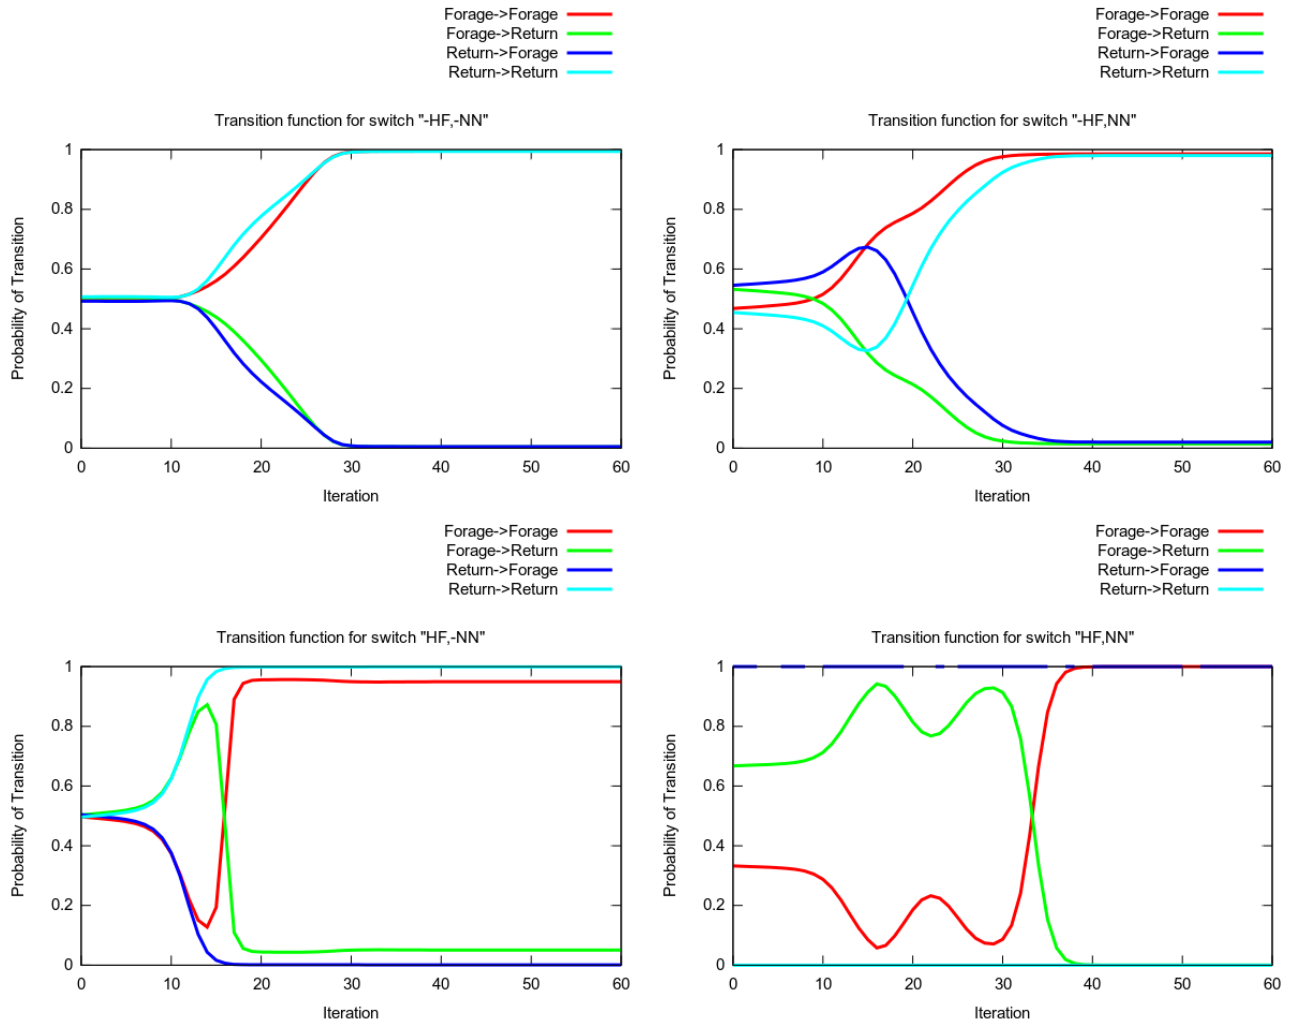 Forage->Forage
Forage->Return
Return->Forage
Return->Return
Transition function for switch "-HF,-NN"
Probability of Transition
1
0.8
0.6
0.4
0.2
0
0 10 20 30 40 50 60
Iteration
Forage->Forage
Forage->Return
Return->Forage
Return->Return
Transition function for switch "-HF,NN"
Probability of Transition
1
0.8
0.6
0.4
0.2
0
0 10 20 30 40 50 60
Iteration
Forage->Forage
Forage->Return
Return->Forage
Return->Return
Transition function for switch "HF,-NN"
Probability of Transition
1
0.8
0.6
0.4
0.2
0
0 10 20 30 40 50 60
Iteration
Forage->Forage
Forage->Return
Return->Forage
Return->Return
Transition function for switch "HF,NN"
Probability of Transition
1
0.8
0.6
0.4
0.2
0
0 10 20 30 40 50 60
Iteration